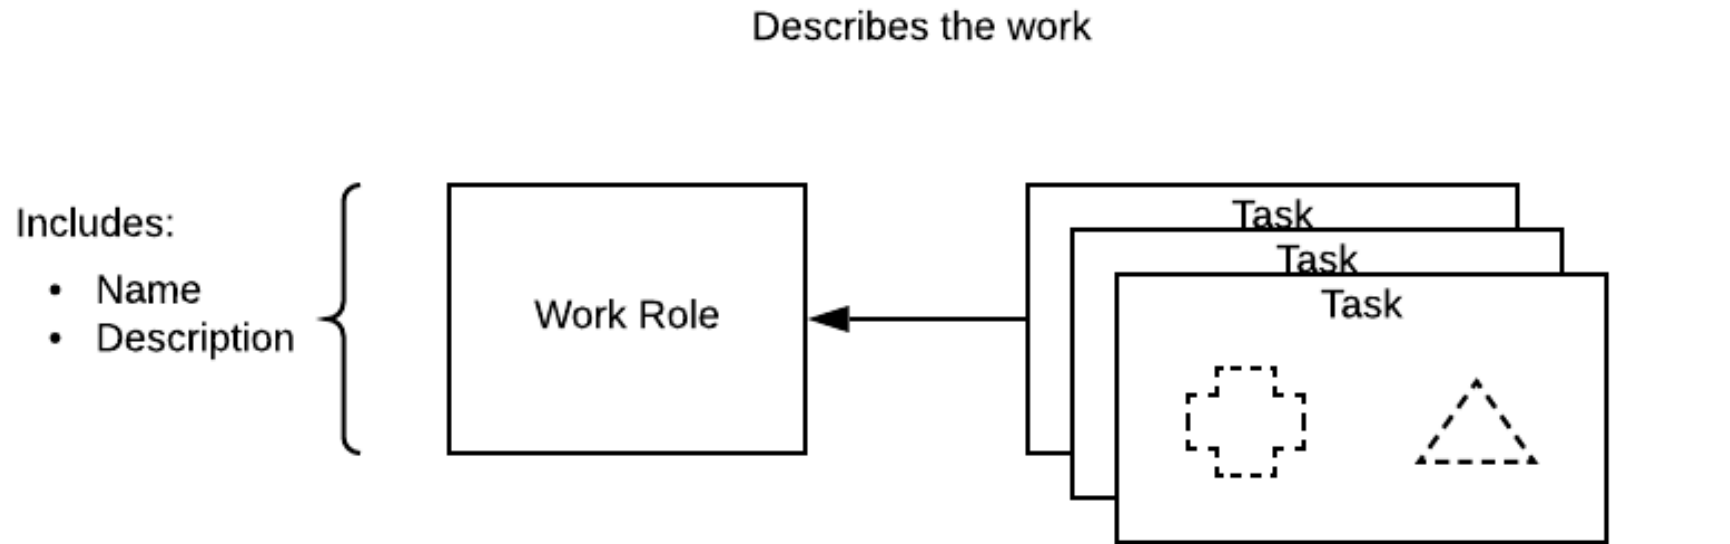 Describes the work
Includes:
• Name
• Description
Work Role
Task
Task
Task